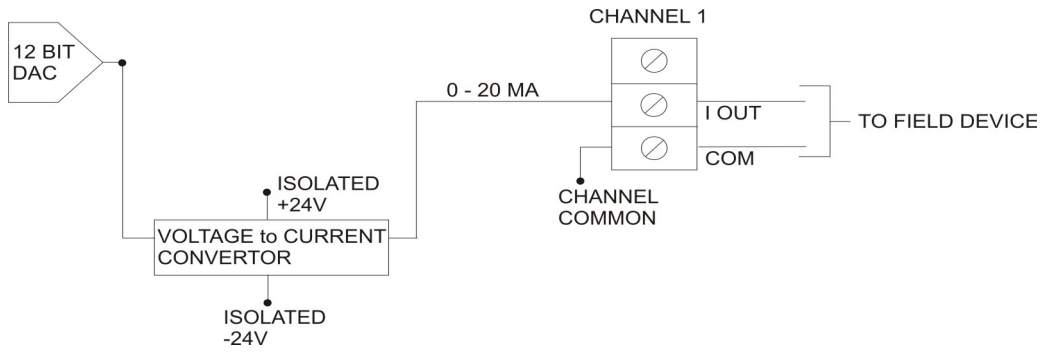 CHANNEL 1
12 BIT
DAC
0 - 20 MA
I OUT
TO FIELD DEVICE
COM
ISOLATED
+24V
CHANNEL
COMMON
VOLTAGE to CURRENT
CONVERTOR
ISOLATED
-24V